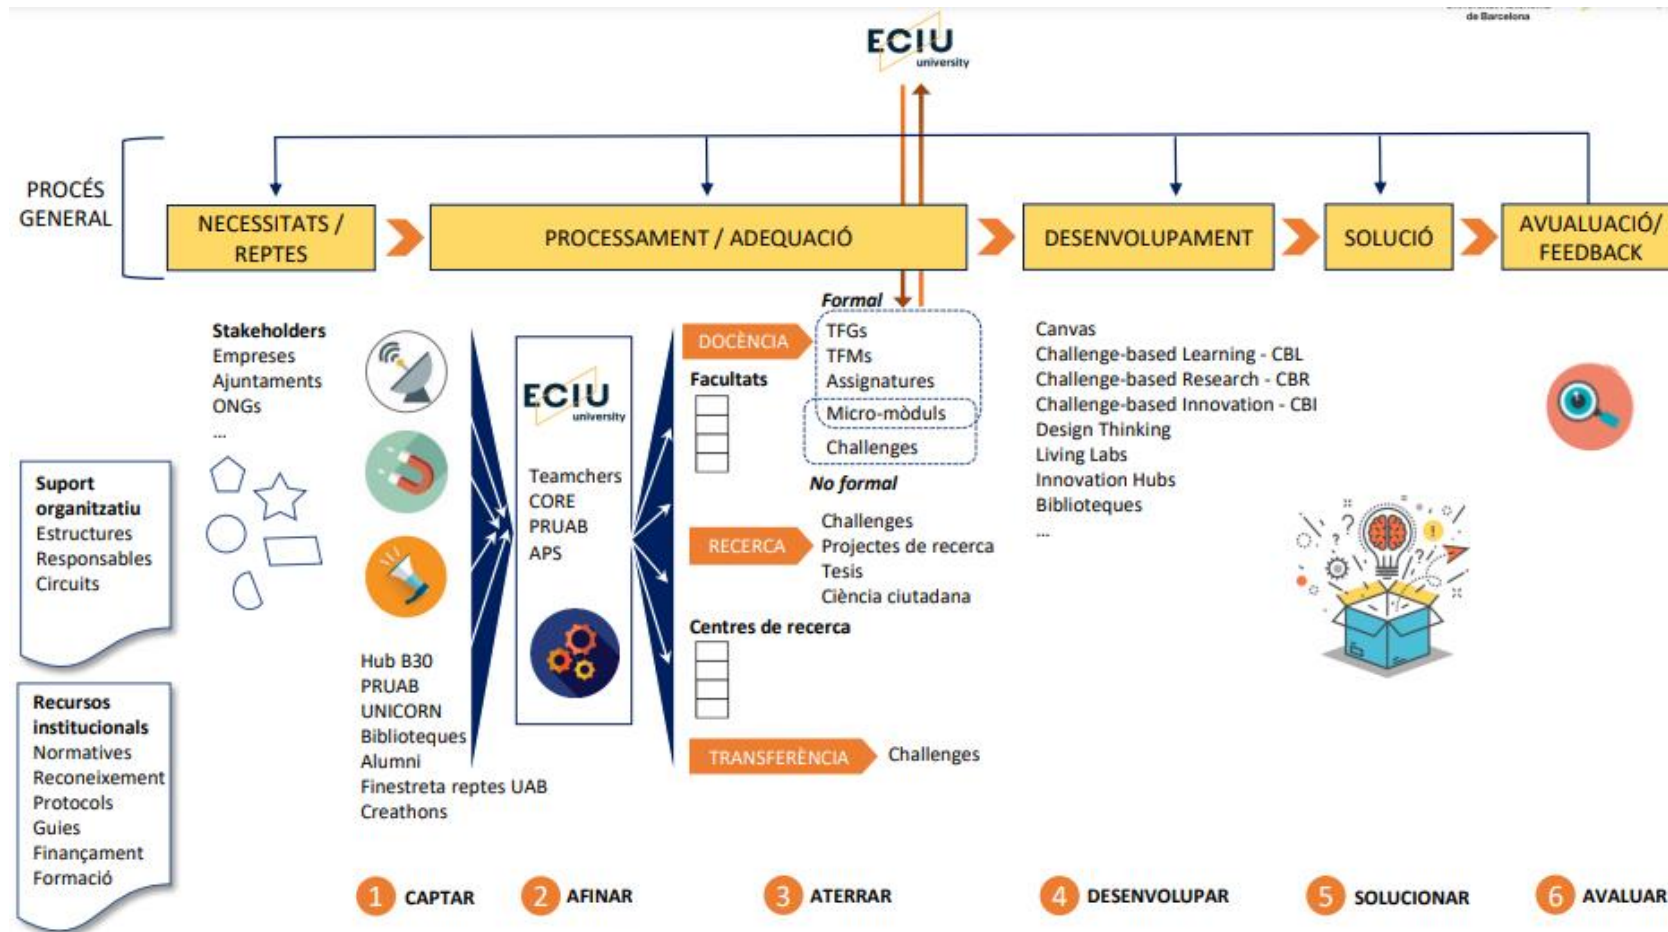 de Barcelona
ECIU
university
PROCÉS
GENERAL
NECESSITATS /
REPTES
PROCESSAMENT / ADEQUACIÓ
DESENVOLUPAMENT
SOLUCIÓ
AVUALUACIÓ/
FEEDBACK
Stakeholders
Empreses
Ajuntaments
ONGs
...
Suport
organitzatiu
Estructures
Responsables
Circuits
Recursos
institucionals
Normatives
Reconeixement
Protocols
Guies
Finançament
Formació
Hub B30
PRUAB
UNICORN
Biblioteques
Alumni
Finestreta reptes UAB
Creathons
ECIU
university
Teamchers
CORE
PRUAB
APS
DOCÈNCIA
Facultats
Formal
TFGs
TFMs
Assignatures
Micro-mòduls
Challenges
No formal
RECERCA
Challenges
Projectes de recerca
Tesis
Ciència ciutadana
Centres de recerca
TRANSFERÈNCIA
Challenges
Canvas
Challenge-based Learning - CBL
Challenge-based Research - CBR
Challenge-based Innovation - CBI
Design Thinking
Living Labs
Innovation Hubs
Biblioteques
...
1 CAPTAR
2 AFINAR
3 ATERRAR
4 DESENVOLUPAR
5 SOLUCIONAR
6 AVALUAR